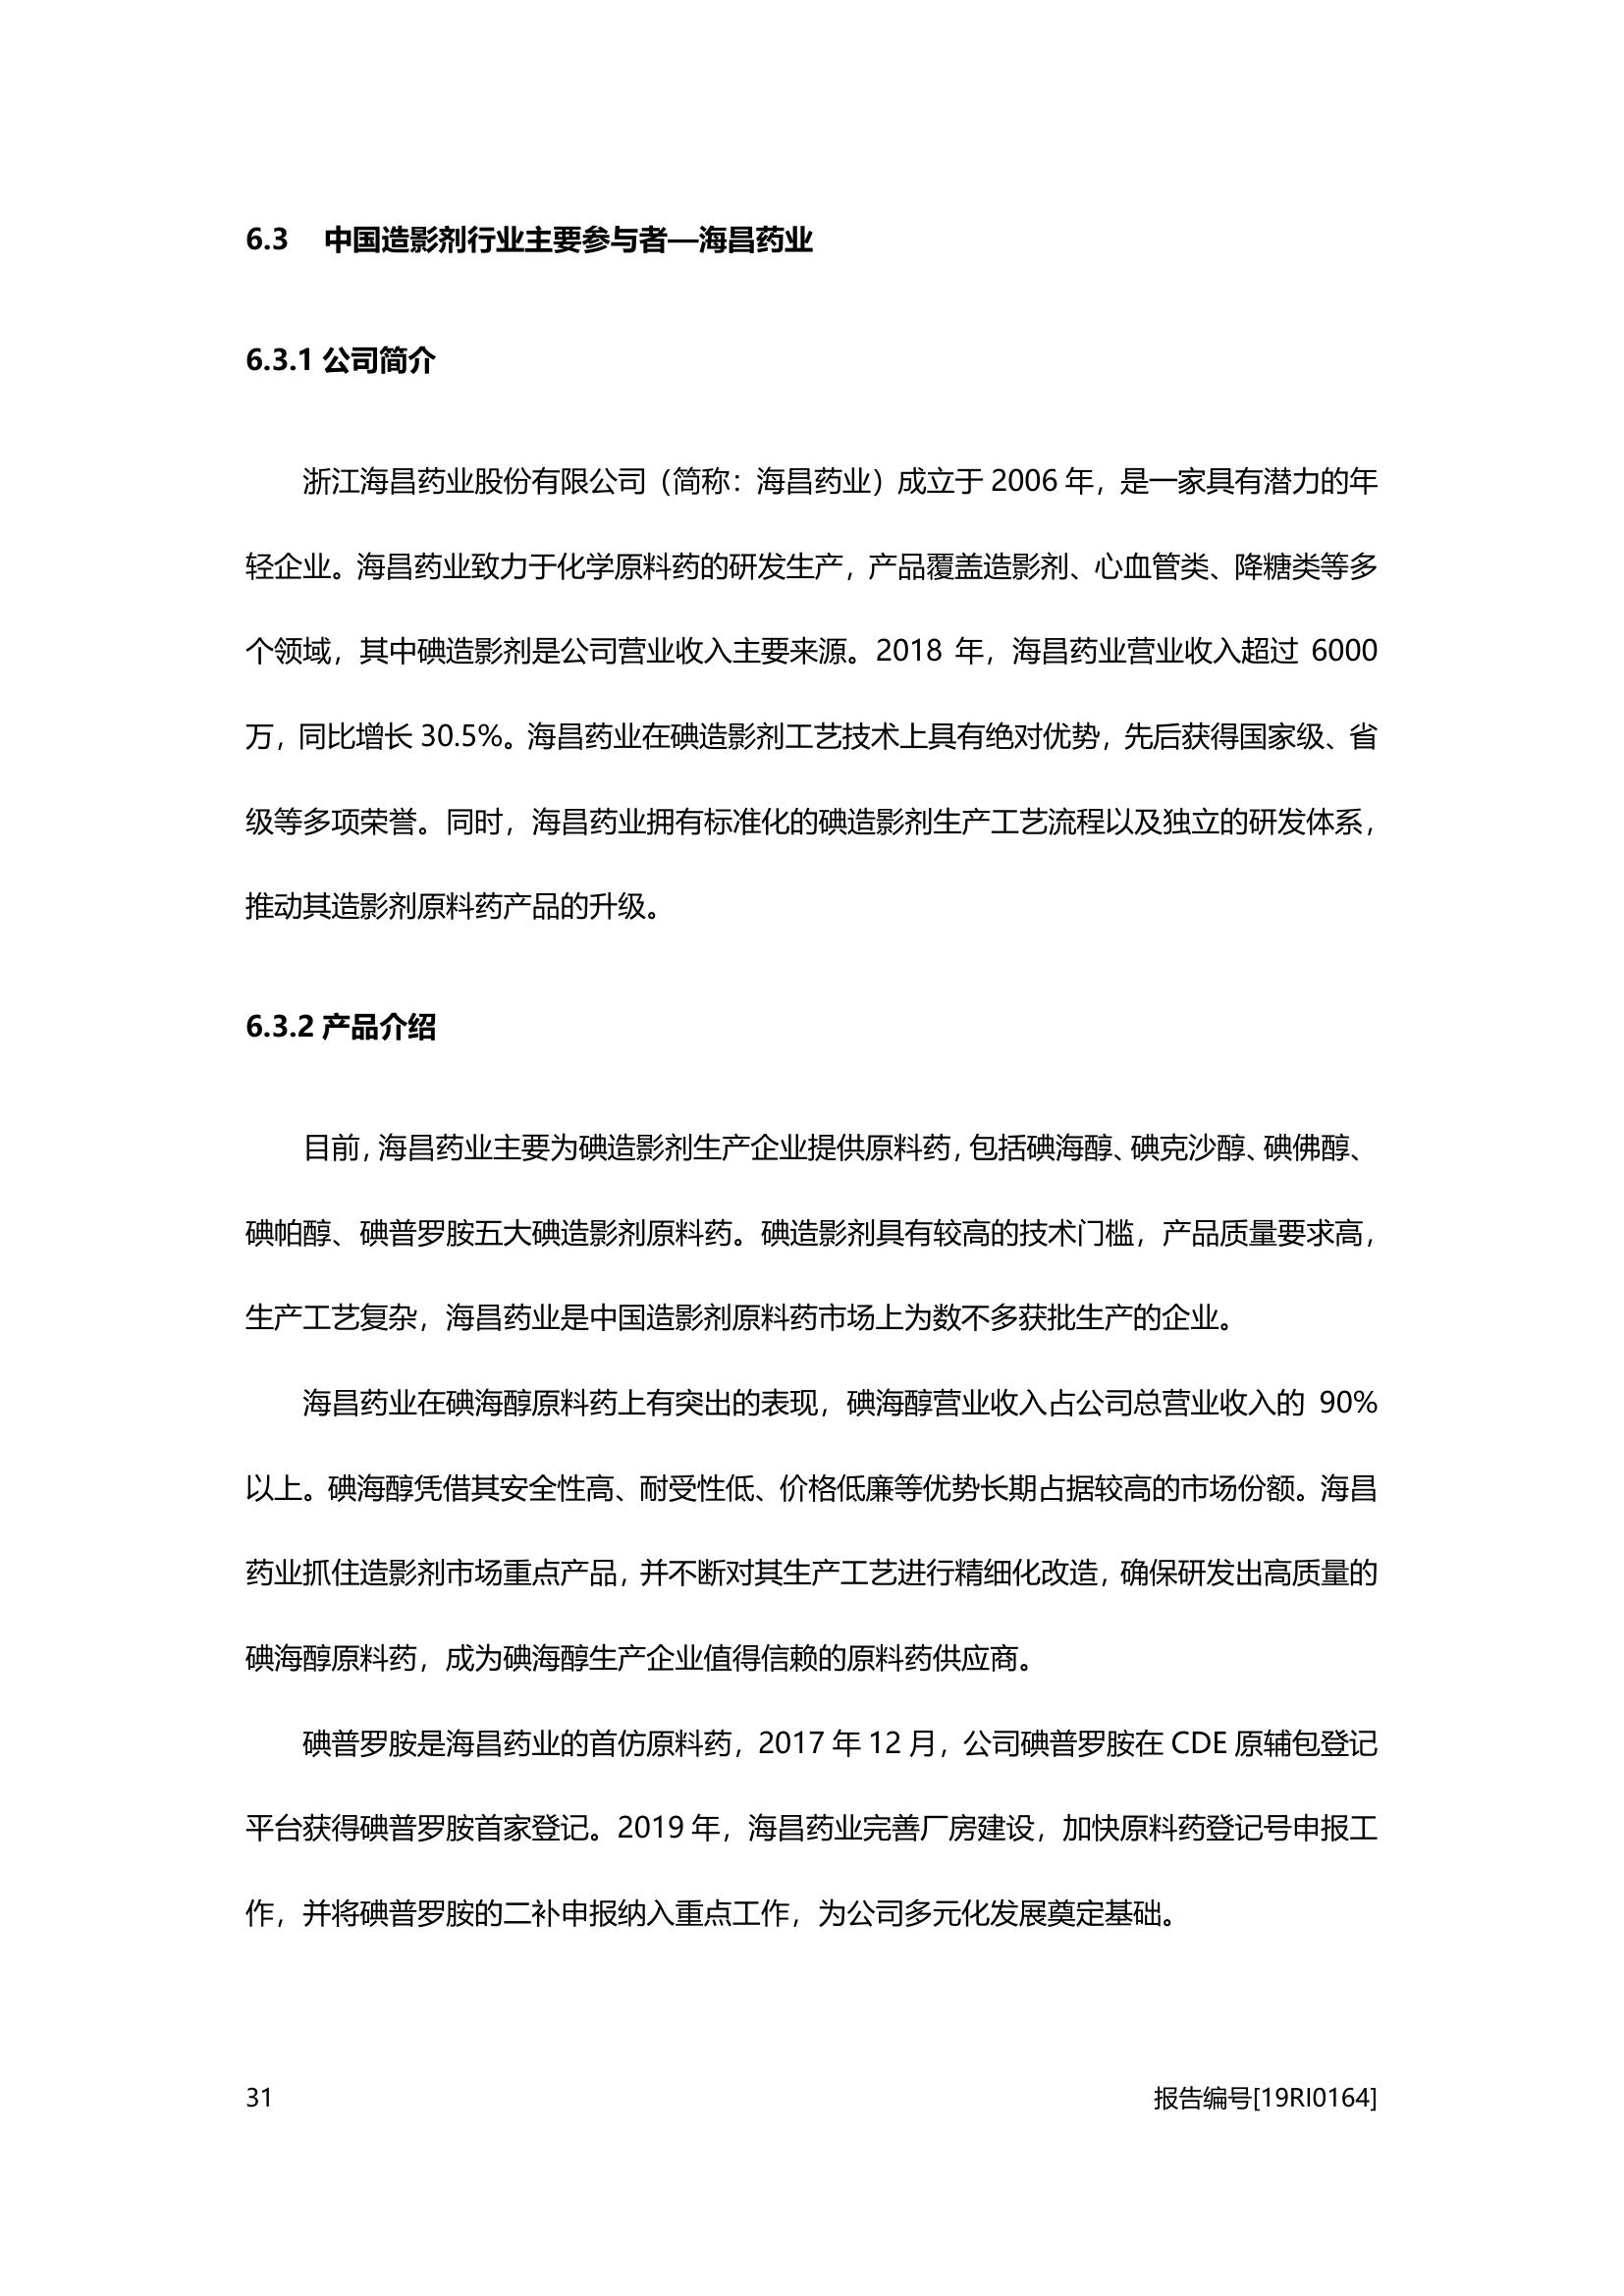 6.3 中国造影剂行业主要参与者—海昌药业
6.3.1 公司简介
浙江海昌药业股份有限公司（简称：海昌药业）成立于 2006 年，是一家具有潜力的年
轻企业。海昌药业致力于化学原料药的研发生产，产品覆盖造影剂、心血管类、降糖类等多
个领域，其中碘造影剂是公司营业收入主要来源。2018 年，海昌药业营业收入超过 6000
万，同比增长 30.5%。海昌药业在碘造影剂工艺技术上具有绝对优势，先后获得国家级、省
级等多项荣誉。同时，海昌药业拥有标准化的碘造影剂生产工艺流程以及独立的研发体系，
推动其造影剂原料药产品的升级。
6.3.2 产品介绍
目前，海昌药业主要为碘造影剂生产企业提供原料药，包括碘海醇、碘克沙醇、碘佛醇、
碘帕醇、碘普罗胺五大碘造影剂原料药。碘造影剂具有较高的技术门槛，产品质量要求高，
生产工艺复杂，海昌药业是中国造影剂原料药市场上为数不多获批生产的企业。
海昌药业在碘海醇原料药上有突出的表现，碘海醇营业收入占公司总营业收入的 90%
以上。碘海醇凭借其安全性高、耐受性低、价格低廉等优势长期占据较高的市场份额。海昌
药业抓住造影剂市场重点产品，并不断对其生产工艺进行精细化改造，确保研发出高质量的
碘海醇原料药，成为碘海醇生产企业值得信赖的原料药供应商。
碘普罗胺是海昌药业的首仿原料药，2017 年 12 月，公司碘普罗胺在 CDE 原辅包登记
平台获得碘普罗胺首家登记。2019 年，海昌药业完善厂房建设，加快原料药登记号申报工
作，并将碘普罗胺的二补申报纳入重点工作，为公司多元化发展奠定基础。
31 报告编号[19RI0164]